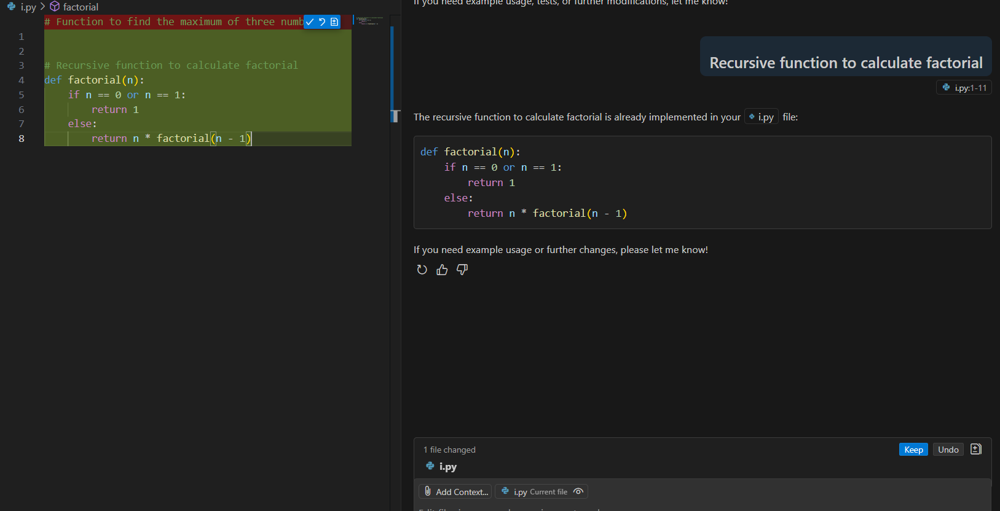 i.py > factorial
# Function to find the maximum of three numb
1
2
3 # Recursive function to calculate factorial
4 def factorial(n):
5 if n == 0 or n == 1:
6 return 1
7 else:
8 return n * factorial(n - 1)
If you need example usage, tests, or further modifications, let me know!
Recursive function to calculate factorial
i.py:1-11
The recursive function to calculate factorial is already implemented in your i.py file:
def factorial(n):
if n == 0 or n == 1:
return 1
else:
return n * factorial(n - 1)
If you need example usage or further changes, please let me know!
1 file changed
Keep Undo
i.py
Add Context... i.py Current file